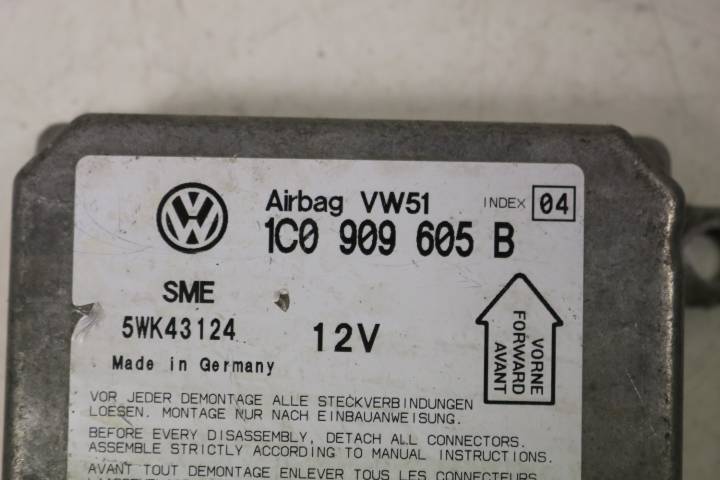 Airbag VW51 INDEX 04
1C0 909 605 B
SME
5WK43124 12V
Made in Germany
VORNE
FORWARD
AVANT
VOR JEDER DEMONTAGE ALLE STECKVERBINDUNGEN
LOESEN. MONTAGE NUR NACH EINBAUANWEISUNG.
BEFORE EVERY DISASSEMBLY, DETACH ALL CONNECTORS.
ASSEMBLE STRICTLY ACCORDING TO MANUAL INSTRUCTIONS.
AVANT TOUT DEMONTAGE ENLEVER TOUS LES CONNECTEURS